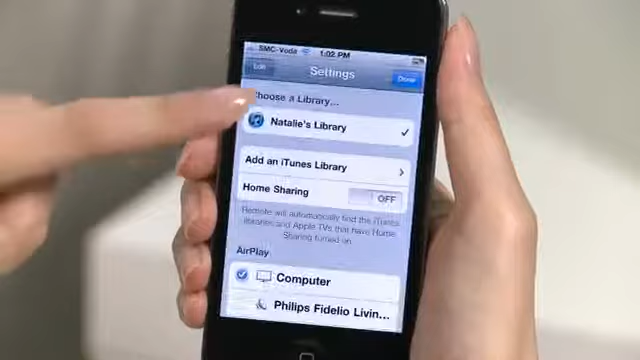 SMC-Voda 1:02 PM
Edit Settings Done
Choose a Library...
Natalie's Library
Add an iTunes Library
Home Sharing OFF
Remote will automatically find the iTunes
libraries and Apple TVs that have Home
Sharing turned on.
AirPlay
Computer
Philips Fidelio Livin...